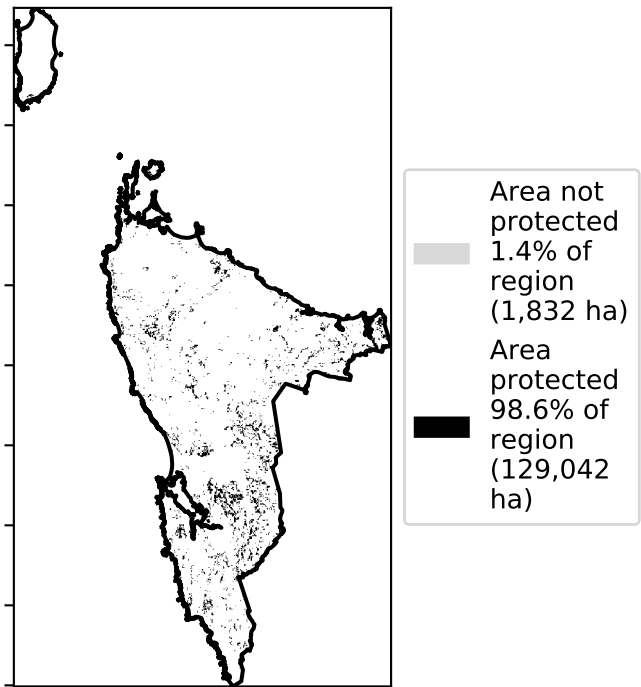 Area not
protected
1.4% of
region
(1,832 ha)
Area
protected
98.6% of
region
(129,042
ha)